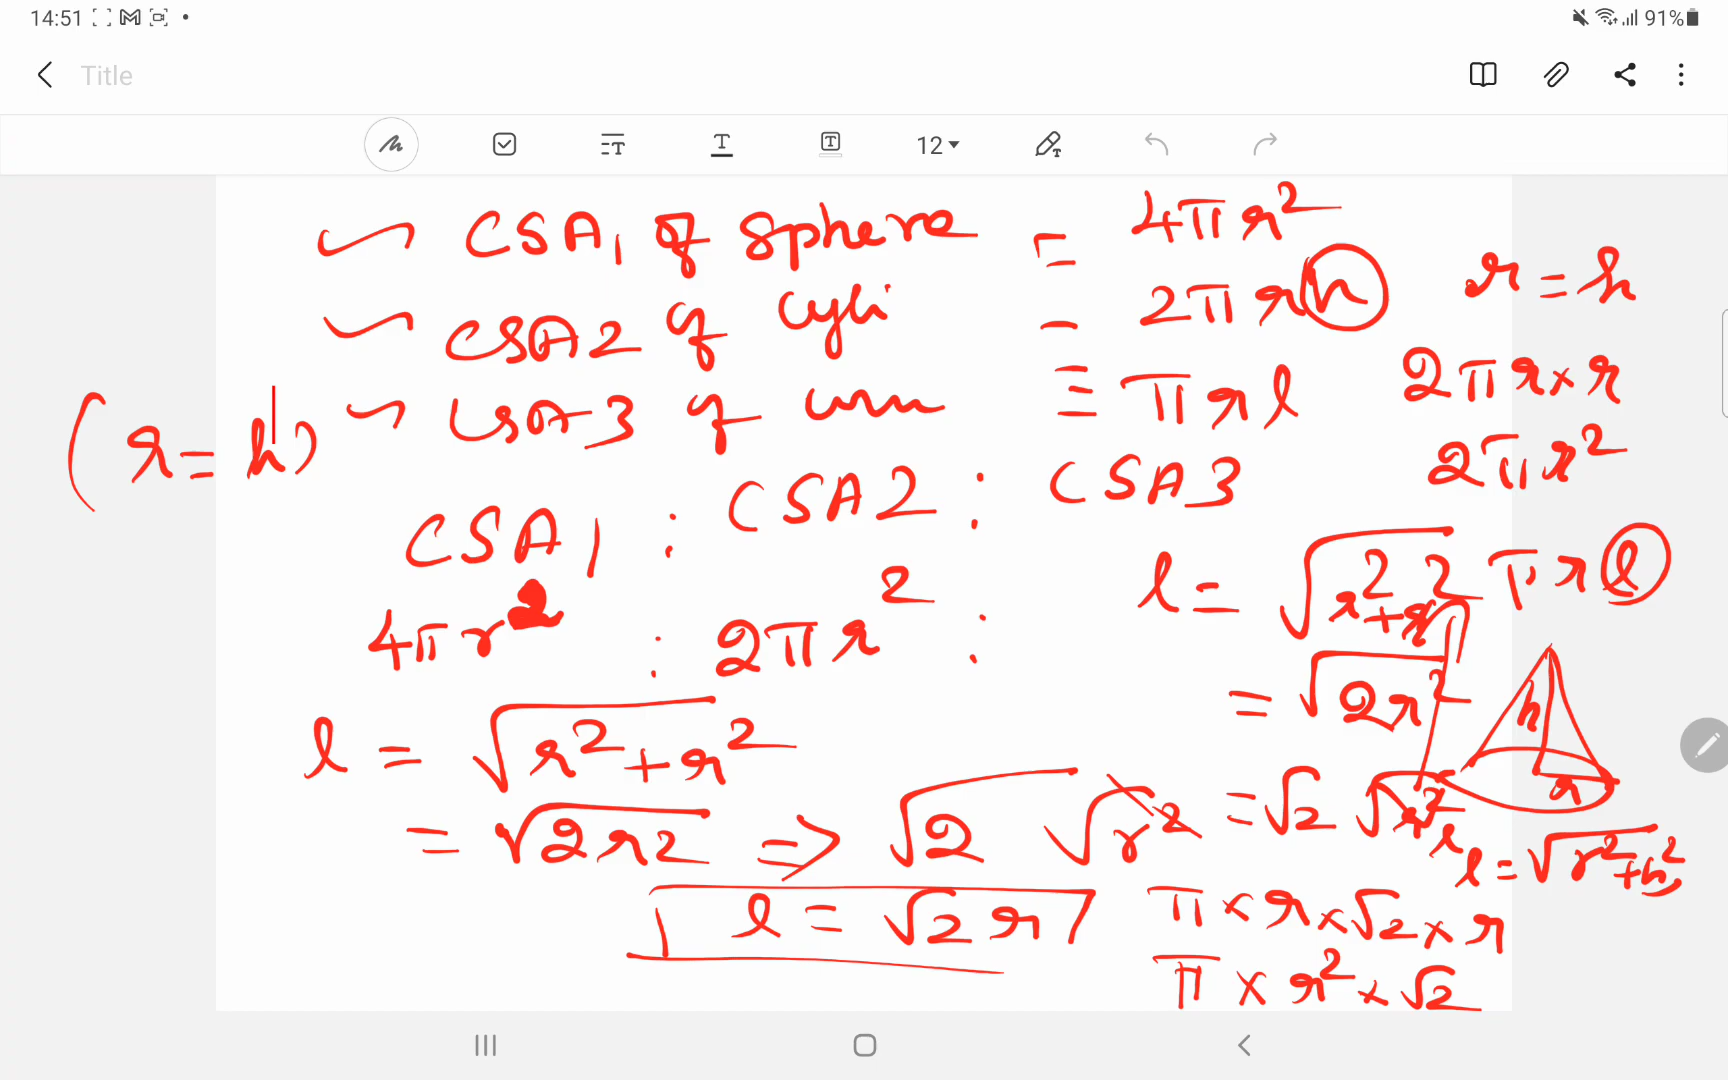 14:51
91%
Title
12
CSA1 of sphere = 4πr²
r = h
CSA2 of cyli = 2πrh
2πr×r
(r = h)
CSA3 of = πrl
2πr²
CSA1 : CSA2 : CSA3
4πr² : 2πr² :
l = √r²+r²
πrl
= √2r²
h
r
l = √r²+r²
= √2 √r²
r
l = √r²+h²
= √2r² ⇒ √2 √r²
l = √2 r
π×r×√2×r
π×r²×√2